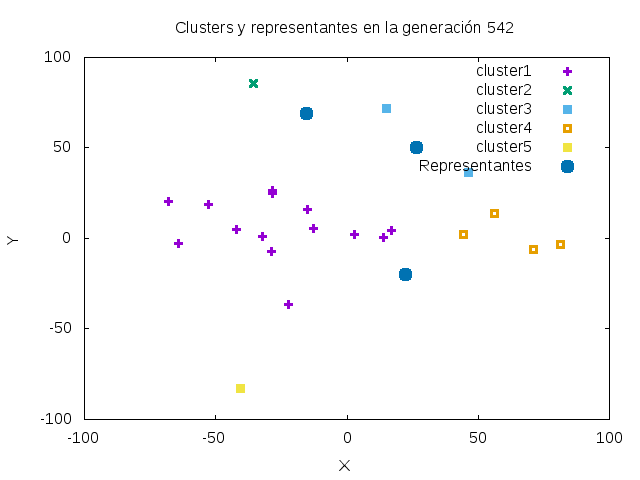 Clusters y representantes en la generación 542
100
50
0
-50
-100
-100
-50
0
50
100
Y
X
cluster1
cluster2
cluster3
cluster4
cluster5
Representantes